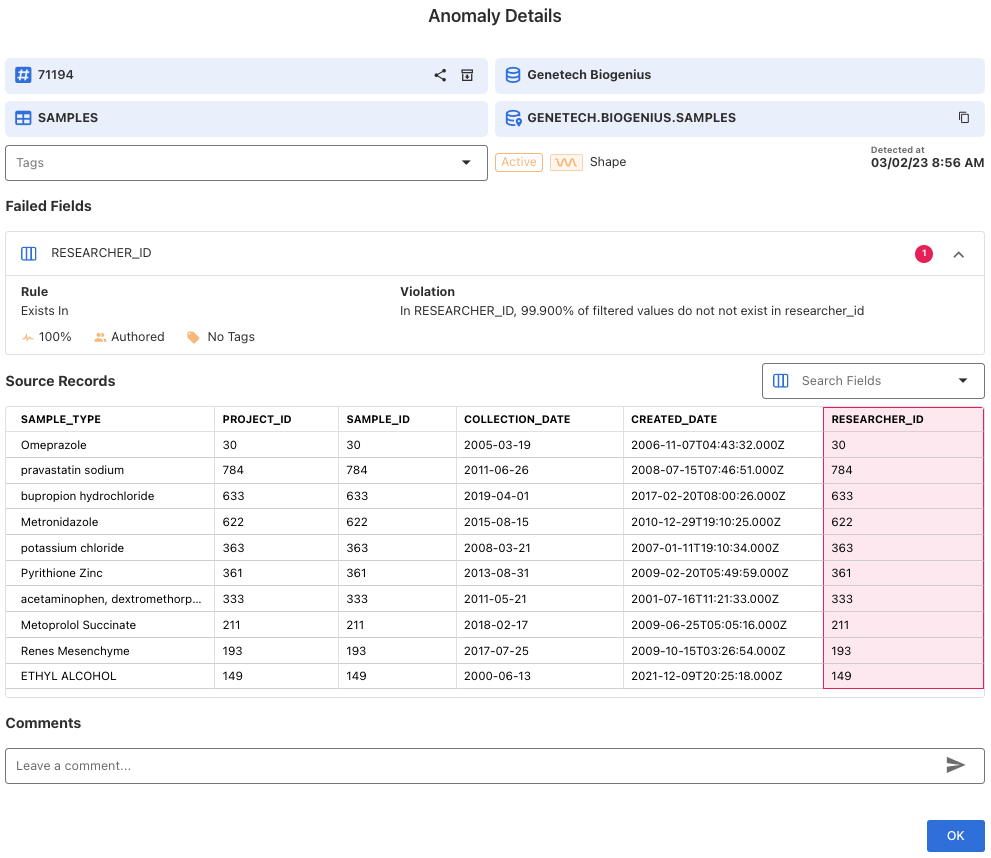 Anomaly Details
71194
Genetech Biogenius
SAMPLES
GENETECH.BIOGENIUS.SAMPLES
Tags
Active Shape
Detected at
03/02/23 8:56 AM
Failed Fields
RESEARCHER_ID 1
Rule
Exists In
Violation
In RESEARCHER_ID, 99.900% of filtered values do not not exist in researcher_id
100% Authored No Tags
Source Records
Search Fields
SAMPLE_TYPE PROJECT_ID SAMPLE_ID COLLECTION_DATE CREATED_DATE RESEARCHER_ID
Omeprazole 30 30 2005-03-19 2006-11-07T04:43:32.000Z 30
pravastatin sodium 784 784 2011-06-26 2008-07-15T07:46:51.000Z 784
bupropion hydrochloride 633 633 2019-04-01 2017-02-20T08:00:26.000Z 633
Metronidazole 622 622 2015-08-15 2010-12-29T19:10:25.000Z 622
potassium chloride 363 363 2008-03-21 2007-01-11T19:10:34.000Z 363
Pyrithione Zinc 361 361 2013-08-31 2009-02-20T05:49:59.000Z 361
acetaminophen, dextromethorp... 333 333 2011-05-21 2001-07-16T11:21:33.000Z 333
Metoprolol Succinate 211 211 2018-02-17 2009-06-25T05:05:16.000Z 211
Renes Mesenchyme 193 193 2017-07-25 2009-10-15T03:26:54.000Z 193
ETHYL ALCOHOL 149 149 2000-06-13 2021-12-09T20:25:18.000Z 149
Comments
Leave a comment...
OK